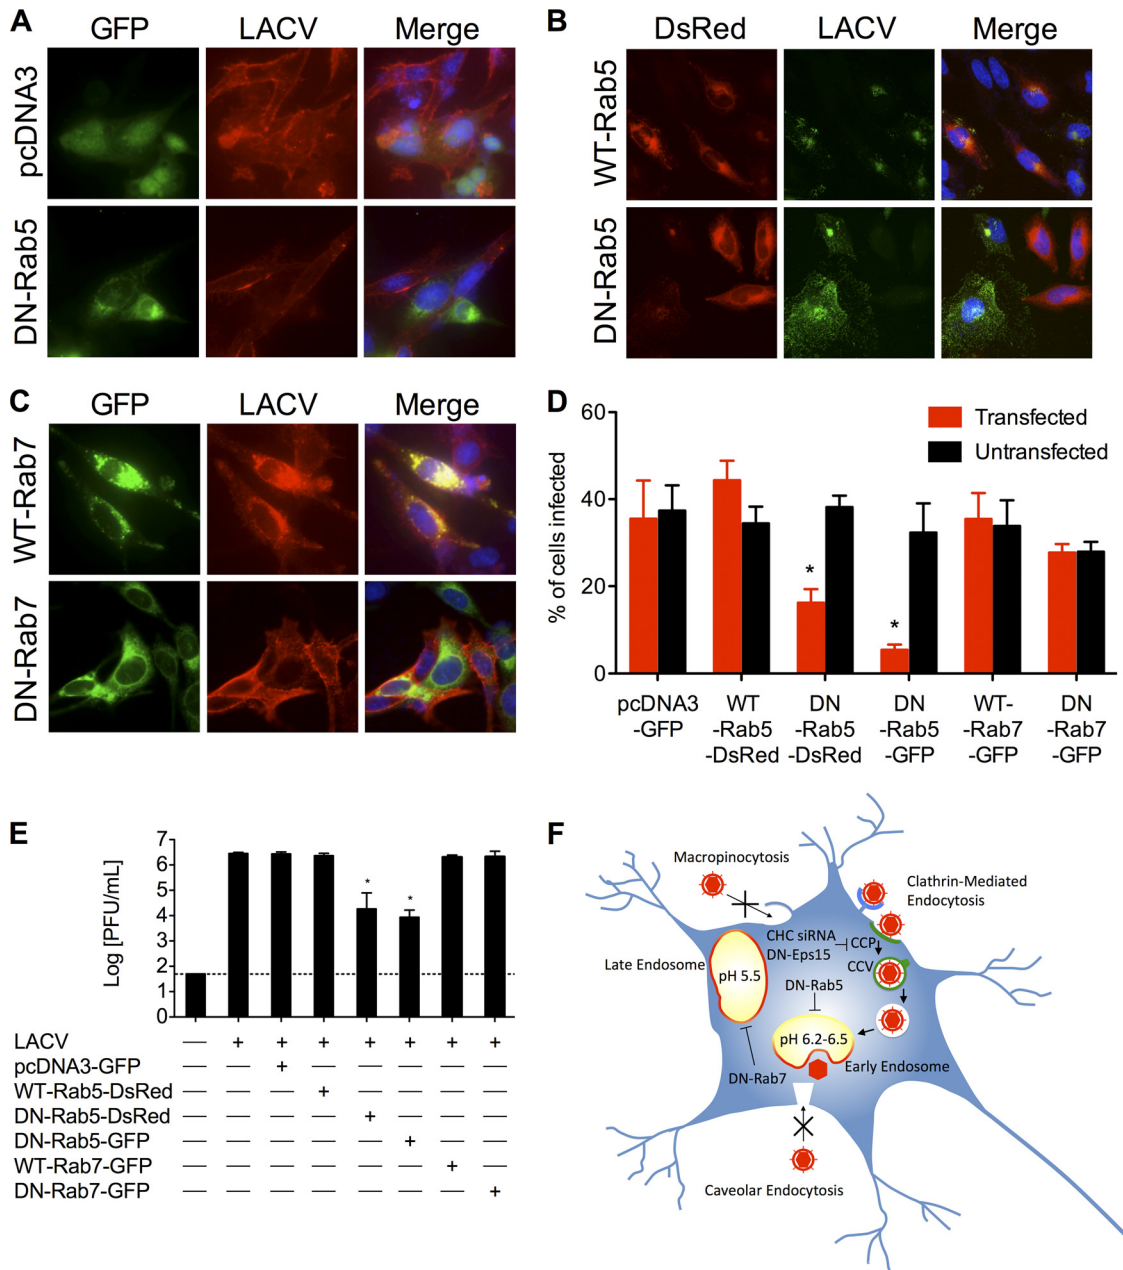 A
GFP LACV Merge
pcDNA3
DN-Rab5
B
DsRed LACV Merge
WT-Rab5
DN-Rab5
C
GFP LACV Merge
WT-Rab7
DN-Rab7
D
60
40
20
0
% of cells infected
Transfected
Untransfected
*
*
pcDNA3 WT DN DN WT- DN
-GFP -Rab5 -Rab5 -Rab5 -Rab7 -Rab7
-DsRed -DsRed -GFP -GFP -GFP
E
7
6
5
4
3
2
1
0
Log [PFU/mL]
* *
LACV — + + + + + + +
pcDNA3-GFP — — + — — — — —
WT-Rab5-DsRed — — — + — — — —
DN-Rab5-DsRed — — — — + — — —
DN-Rab5-GFP — — — — — + — —
WT-Rab7-GFP — — — — — — + —
DN-Rab7-GFP — — — — — — — +
F
Macropinocytosis
Clathrin-Mediated
Endocytosis
CHC siRNA
DN-Eps15
CCP
CCV
Late Endosome
pH 5.5
DN-Rab5
pH 6.2-6.5
DN-Rab7
Early Endosome
Caveolar Endocytosis